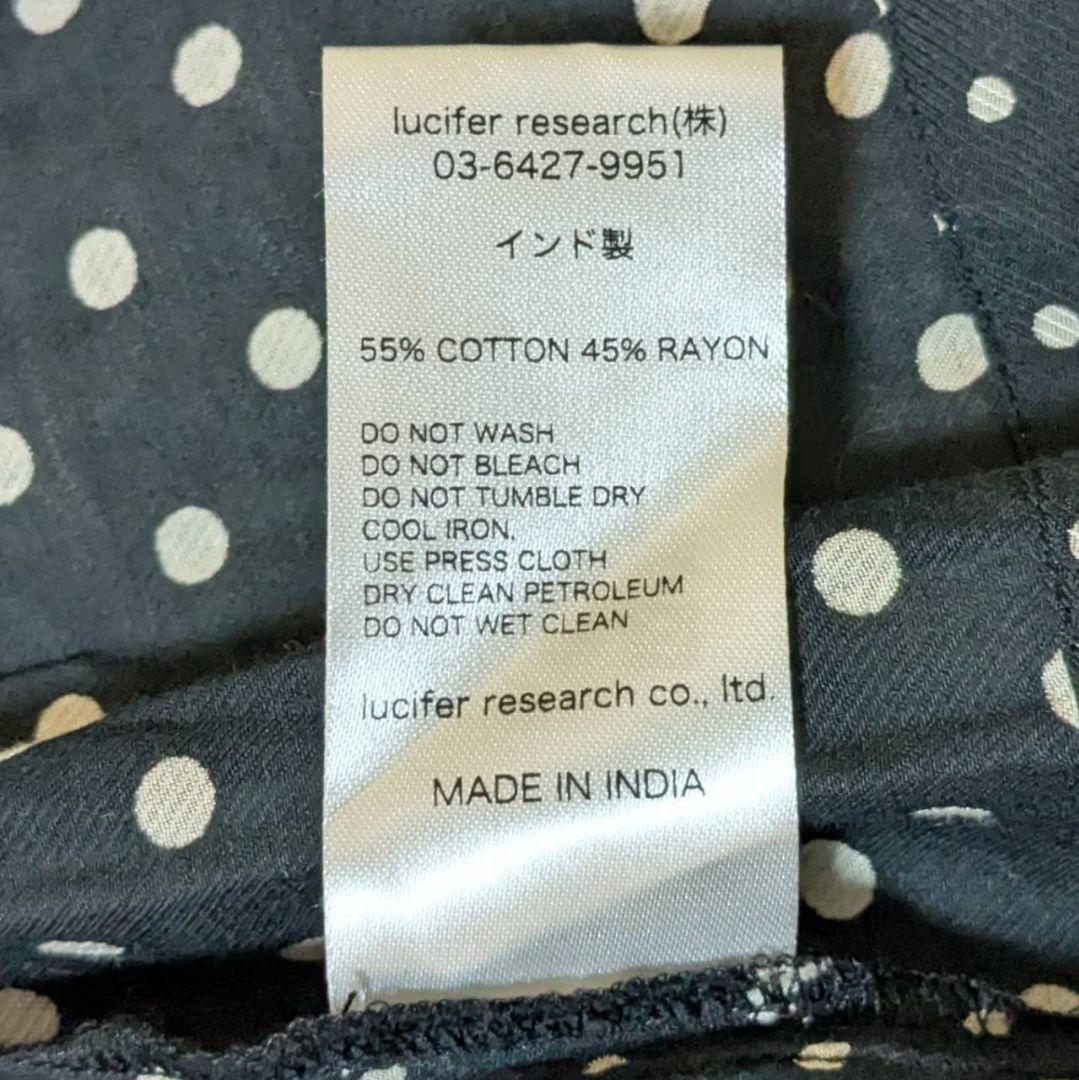 lucifer research(株)
03-6427-9951
インド製
55% COTTON 45% RAYON
DO NOT WASH
DO NOT BLEACH
DO NOT TUMBLE DRY
COOL IRON,
USE PRESS CLOTH
DRY CLEAN PETROLEUM
DO NOT WET CLEAN
lucifer research co., ltd.
MADE IN INDIA